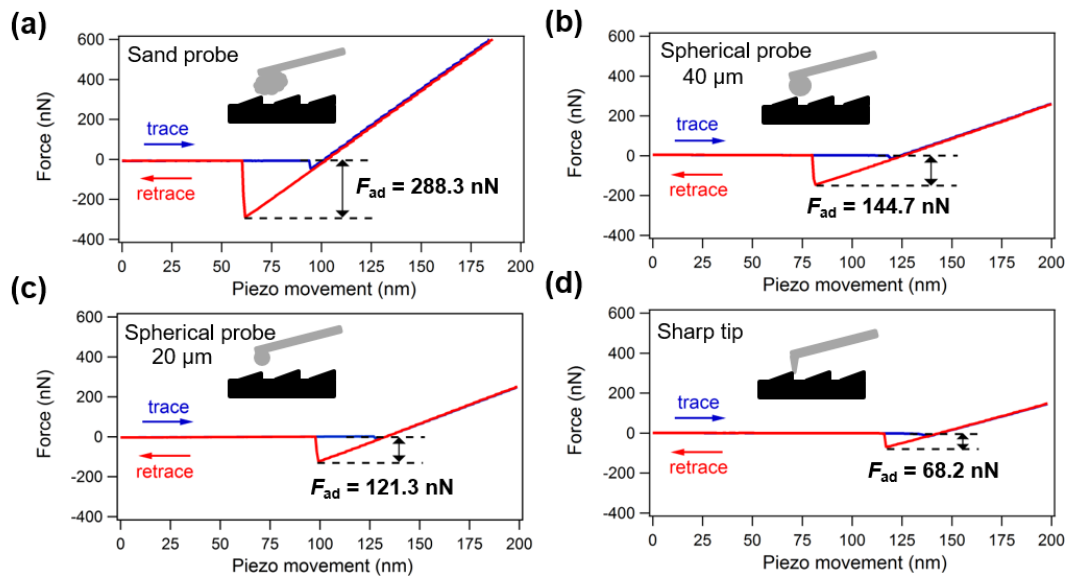 (a)
600
400
200
0
-200
-400
Force (nN)
Sand probe
trace
retrace
Fad = 288.3 nN
0 25 50 75 100 125 150 175 200
Piezo movement (nm)
(b)
600
400
200
0
-200
-400
Force (nN)
Spherical probe
40 μm
trace
retrace
Fad = 144.7 nN
0 25 50 75 100 125 150 175 200
Piezo movement (nm)
(c)
600
400
200
0
-200
-400
Force (nN)
Spherical probe
20 μm
trace
retrace
Fad = 121.3 nN
0 25 50 75 100 125 150 175 200
Piezo movement (nm)
(d)
600
400
200
0
-200
-400
Force (nN)
Sharp tip
trace
retrace
Fad = 68.2 nN
0 25 50 75 100 125 150 175 200
Piezo movement (nm)